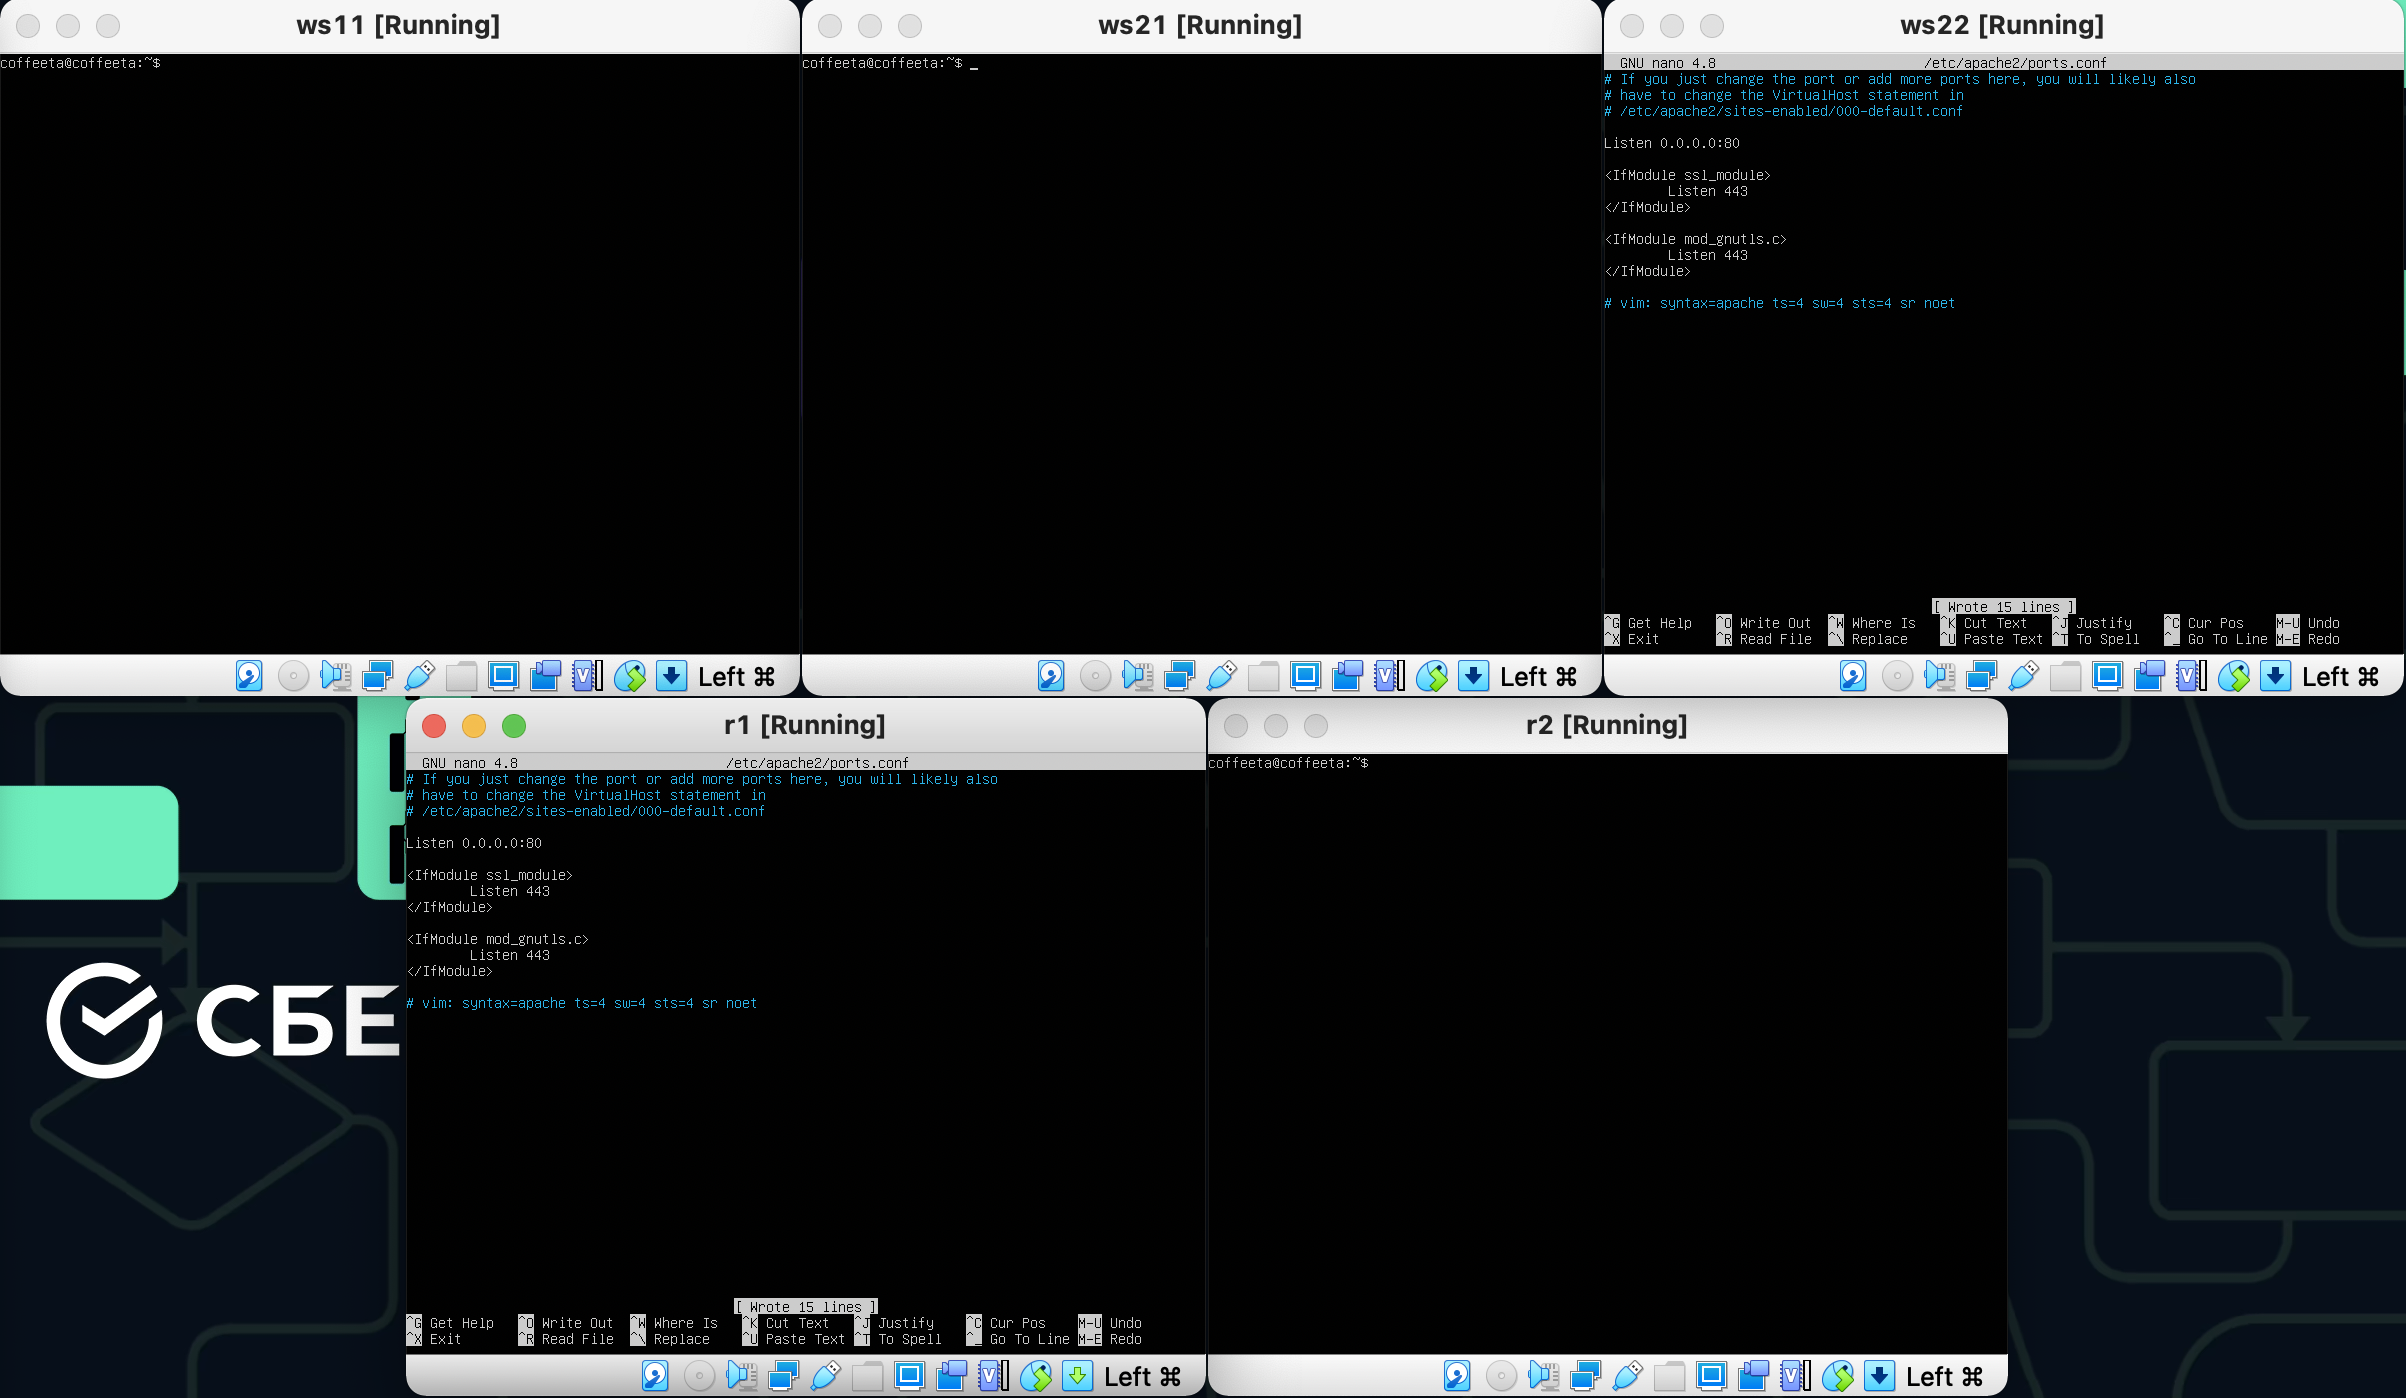 ws11 [Running]
coffeeta@coffeeta:~$
Left ⌘
ws21 [Running]
coffeeta@coffeeta:~$ _
Left ⌘
ws22 [Running]
GNU nano 4.8 /etc/apache2/ports.conf
# If you just change the port or add more ports here, you will likely also
# have to change the VirtualHost statement in
# /etc/apache2/sites-enabled/000-default.conf
Listen 0.0.0.0:80
<IfModule ssl_module>
Listen 443
</IfModule>
<IfModule mod_gnutls.c>
Listen 443
</IfModule>
# vim: syntax=apache ts=4 sw=4 sts=4 sr noet
[ Wrote 15 lines ]
^G Get Help ^O Write Out ^W Where Is ^K Cut Text ^J Justify ^C Cur Pos M-U Undo
^X Exit ^R Read File ^\ Replace ^U Paste Text ^T To Spell ^_ Go To Line M-E Redo
Left ⌘
СБЕ
r1 [Running]
GNU nano 4.8 /etc/apache2/ports.conf
# If you just change the port or add more ports here, you will likely also
# have to change the VirtualHost statement in
# /etc/apache2/sites-enabled/000-default.conf
Listen 0.0.0.0:80
<IfModule ssl_module>
Listen 443
</IfModule>
<IfModule mod_gnutls.c>
Listen 443
</IfModule>
# vim: syntax=apache ts=4 sw=4 sts=4 sr noet
[ Wrote 15 lines ]
^G Get Help ^O Write Out ^W Where Is ^K Cut Text ^J Justify ^C Cur Pos M-U Undo
^X Exit ^R Read File ^\ Replace ^U Paste Text ^T To Spell ^_ Go To Line M-E Redo
Left ⌘
r2 [Running]
coffeeta@coffeeta:~$
Left ⌘